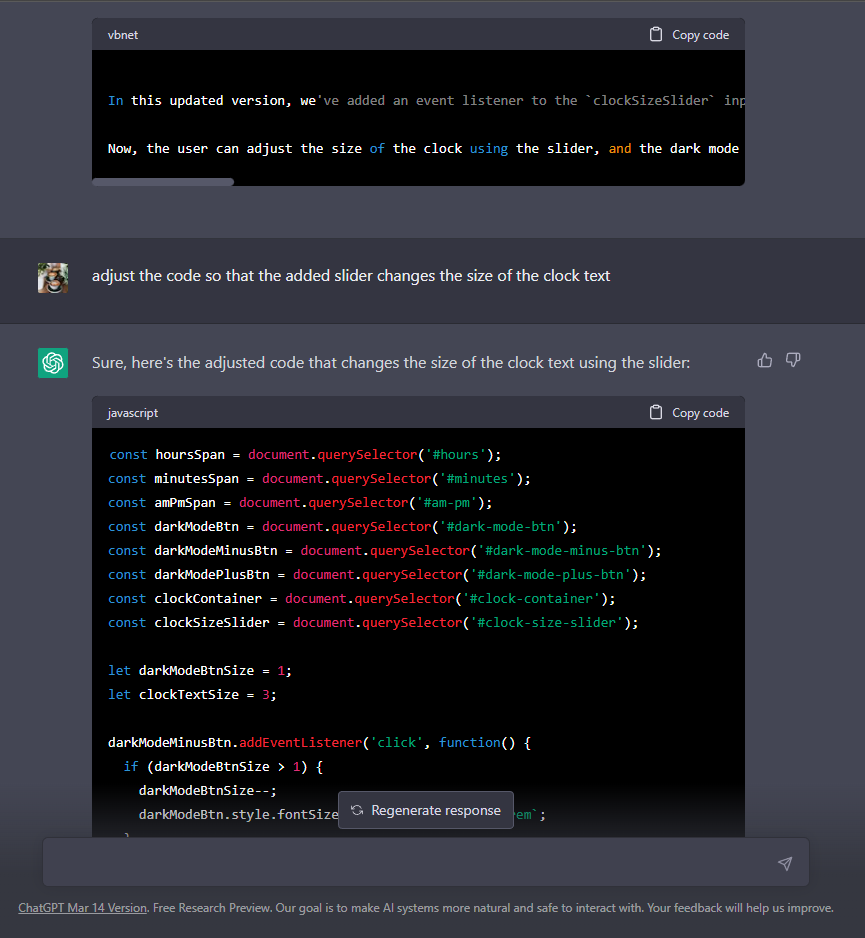 vbnet
Copy code
In this updated version, we've added an event listener to the `clockSizeSlider` inp
Now, the user can adjust the size of the clock using the slider, and the dark mode
adjust the code so that the added slider changes the size of the clock text
Sure, here's the adjusted code that changes the size of the clock text using the slider:
javascript
Copy code
const hoursSpan = document.querySelector('#hours');
const minutesSpan = document.querySelector('#minutes');
const amPmSpan = document.querySelector('#am-pm');
const darkModeBtn = document.querySelector('#dark-mode-btn');
const darkModeMinusBtn = document.querySelector('#dark-mode-minus-btn');
const darkModePlusBtn = document.querySelector('#dark-mode-plus-btn');
const clockContainer = document.querySelector('#clock-container');
const clockSizeSlider = document.querySelector('#clock-size-slider');
let darkModeBtnSize = 1;
let clockTextSize = 3;
darkModeMinusBtn.addEventListener('click', function() {
if (darkModeBtnSize > 1) {
darkModeBtnSize--;
darkModeBtn.style.fontSize
em`;
Regenerate response
ChatGPT Mar 14 Version. Free Research Preview. Our goal is to make AI systems more natural and safe to interact with. Your feedback will help us improve.